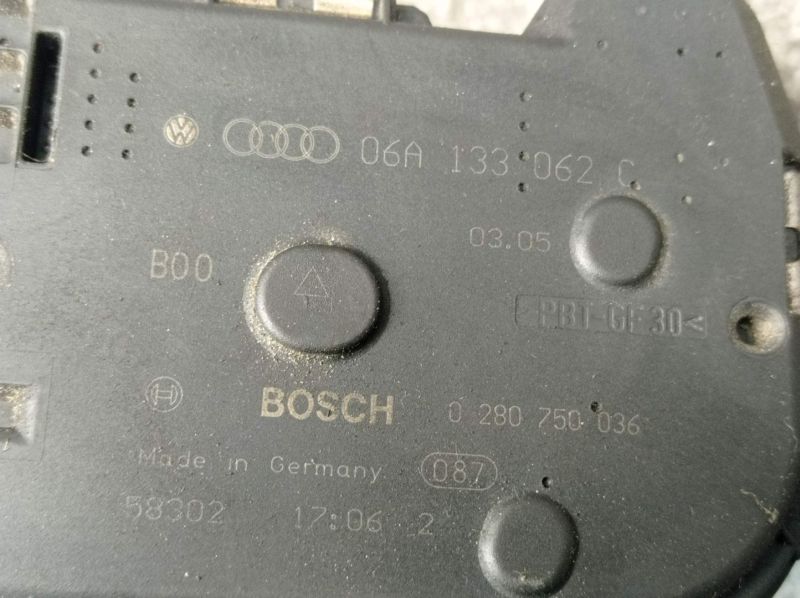 06A 133 062 C
03.05
B00
>PBT-GF30<
BOSCH 0 280 750 036
Made in Germany 087
58302 17:06 2